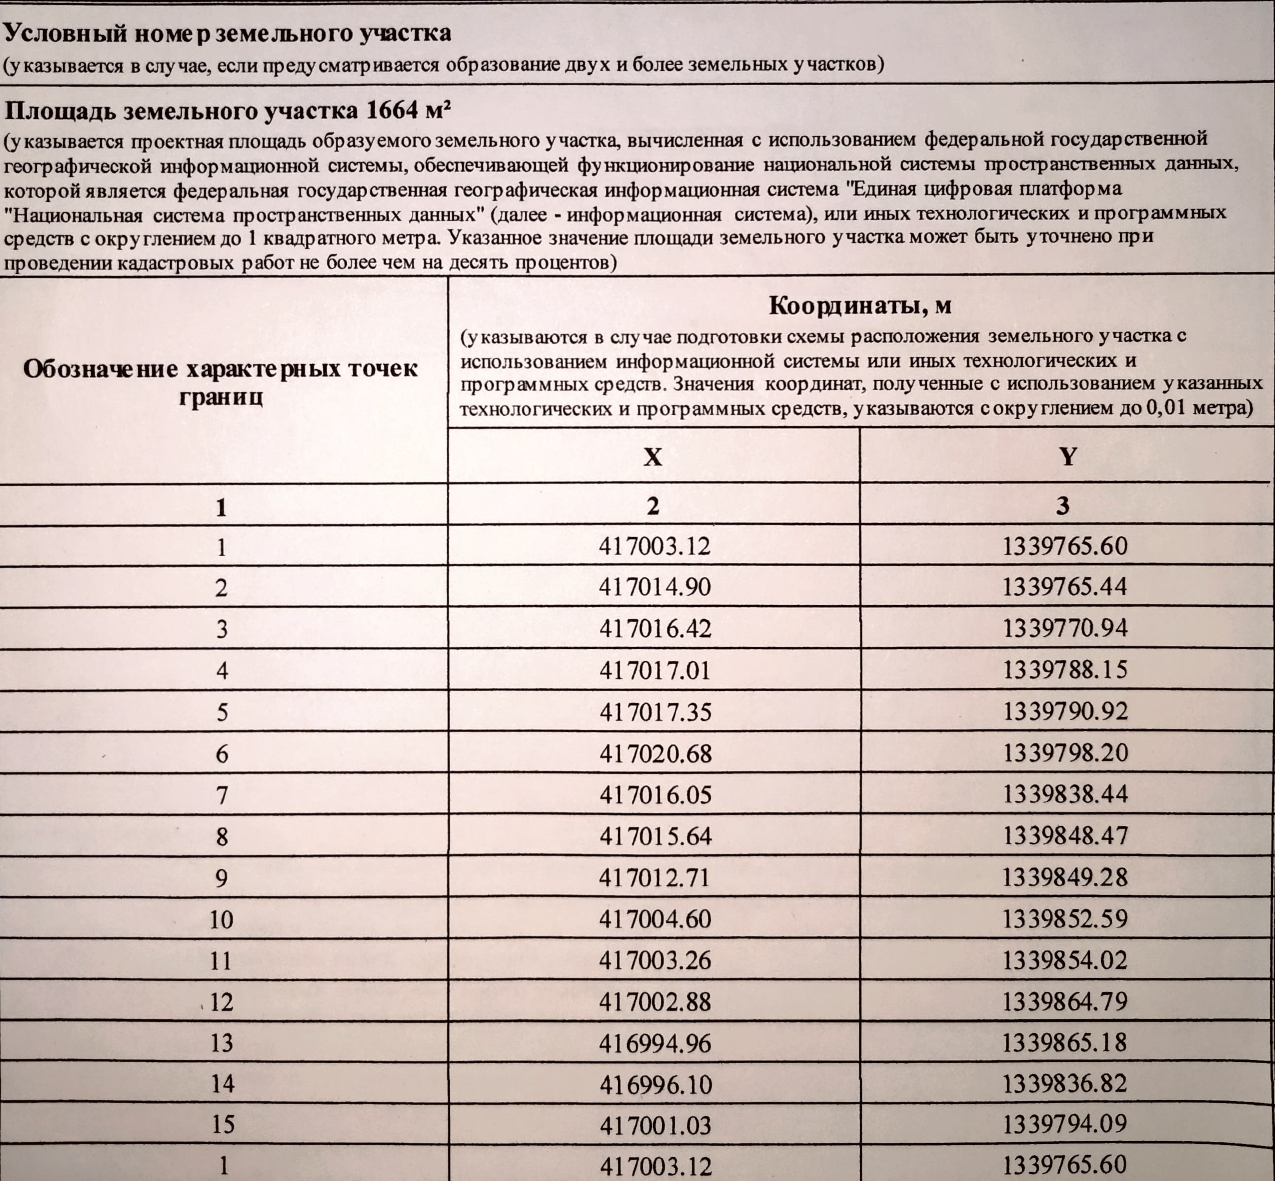 Условный номер земельного участка
(указывается в случае, если предусматривается образование двух и более земельных участков)
Площадь земельного участка 1664 м²
(указывается проектная площадь образуемого земельного участка, вычисленная с использованием федеральной государственной
географической информационной системы, обеспечивающей функционирование национальной системы пространственных данных,
которой является федеральная государственная географическая информационная система "Единая цифровая платформа
"Национальная система пространственных данных" (далее - информационная система), или иных технологических и программных
средств с округлением до 1 квадратного метра. Указанное значение площади земельного участка может быть уточнено при
проведении кадастровых работ не более чем на десять процентов)
Обозначение характерных точек
границ
Координаты, м
(указываются в случае подготовки схемы расположения земельного участка с
использованием информационной системы или иных технологических и
программных средств. Значения координат, полученные с использованием указанных
технологических и программных средств, указываются с округлением до 0,01 метра)
X Y
1 2 3
1 417003.12 1339765.60
2 417014.90 1339765.44
3 417016.42 1339770.94
4 417017.01 1339788.15
5 417017.35 1339790.92
6 417020.68 1339798.20
7 417016.05 1339838.44
8 417015.64 1339848.47
9 417012.71 1339849.28
10 417004.60 1339852.59
11 417003.26 1339854.02
12 417002.88 1339864.79
13 416994.96 1339865.18
14 416996.10 1339836.82
15 417001.03 1339794.09
1 417003.12 1339765.60